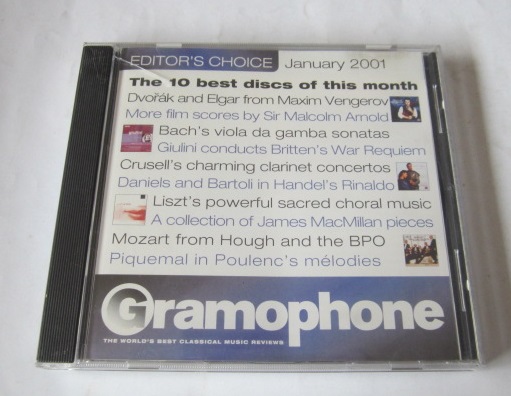 EDITOR'S CHOICE January 2001
The 10 best discs of this month
Dvořák and Elgar from Maxim Vengerov
More film scores by Sir Malcolm Arnold
Bach's viola da gamba sonatas
Giulini conducts Britten's War Requiem
Crusell's charming clarinet concertos
Daniels and Bartoli in Handel's Rinaldo
Liszt's powerful sacred choral music
A collection of James MacMillan pieces
Mozart from Hough and the BPO
Piquemal in Poulenc's mélodies
Gramophone
THE WORLD'S BEST CLASSICAL MUSIC REVIEWS